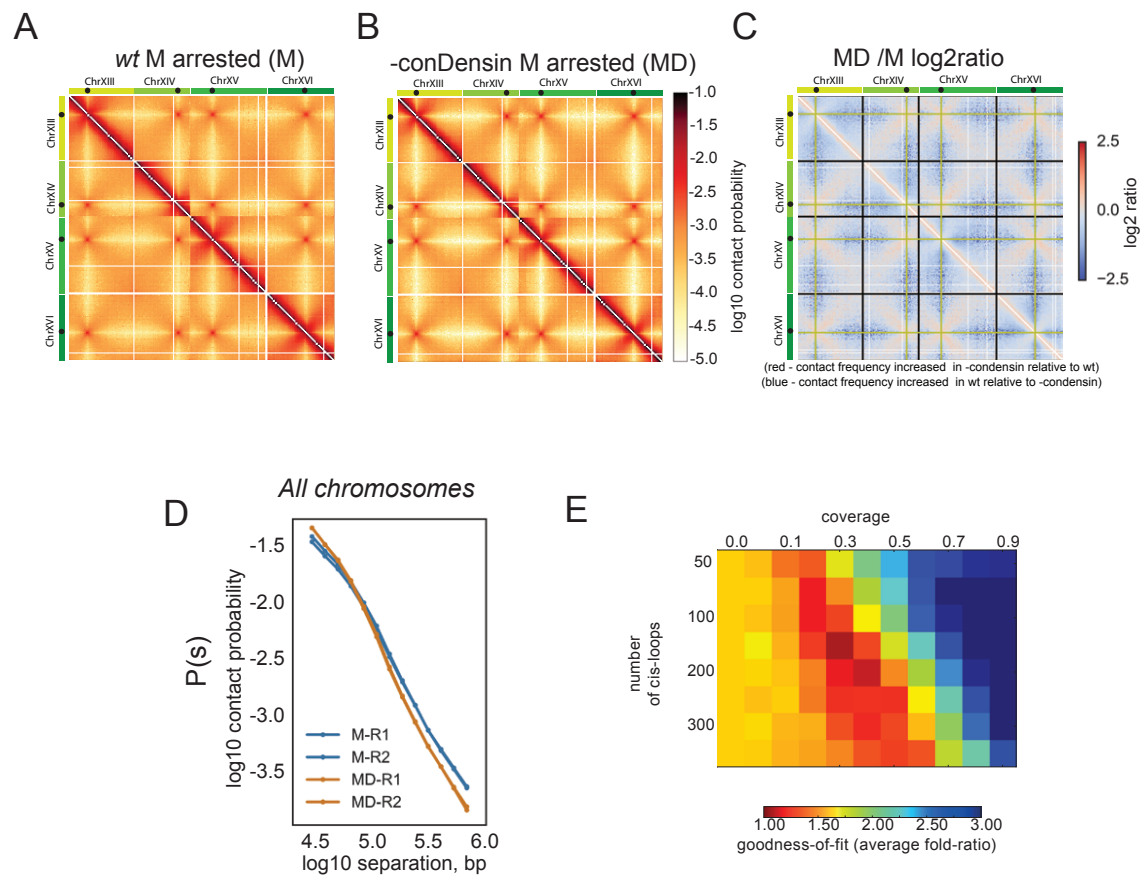 A
wt M arrested (M)
ChrXIII ChrXIV ChrXV ChrXVI
ChrXIII
ChrXIV
ChrXV
ChrXVI
B
-conDensin M arrested (MD)
ChrXIII ChrXIV ChrXV ChrXVI
ChrXIII
ChrXIV
ChrXV
ChrXVI
-1.0
-1.5
-2.0
-2.5
-3.0
-3.5
-4.0
-4.5
-5.0
log10 contact probability
C
MD /M log2ratio
ChrXIII ChrXIV ChrXV ChrXVI
ChrXIII
ChrXIV
ChrXV
ChrXVI
2.5
0.0
−2.5
log2 ratio
(red - contact frequency increased in -condensin relative to wt)
(blue - contact frequency increased in wt relative to -condensin)
D
All chromosomes
P(s)
log10 contact probability
-1.5
-2.0
-2.5
-3.0
-3.5
M-R1
M-R2
MD-R1
MD-R2
4.5 5.0 5.5 6.0
log10 separation, bp
E
coverage
0.0 0.1 0.3 0.5 0.7 0.9
number
of cis-loops
50
100
200
300
1.00 1.50 2.00 2.50 3.00
goodness-of-fit (average fold-ratio)